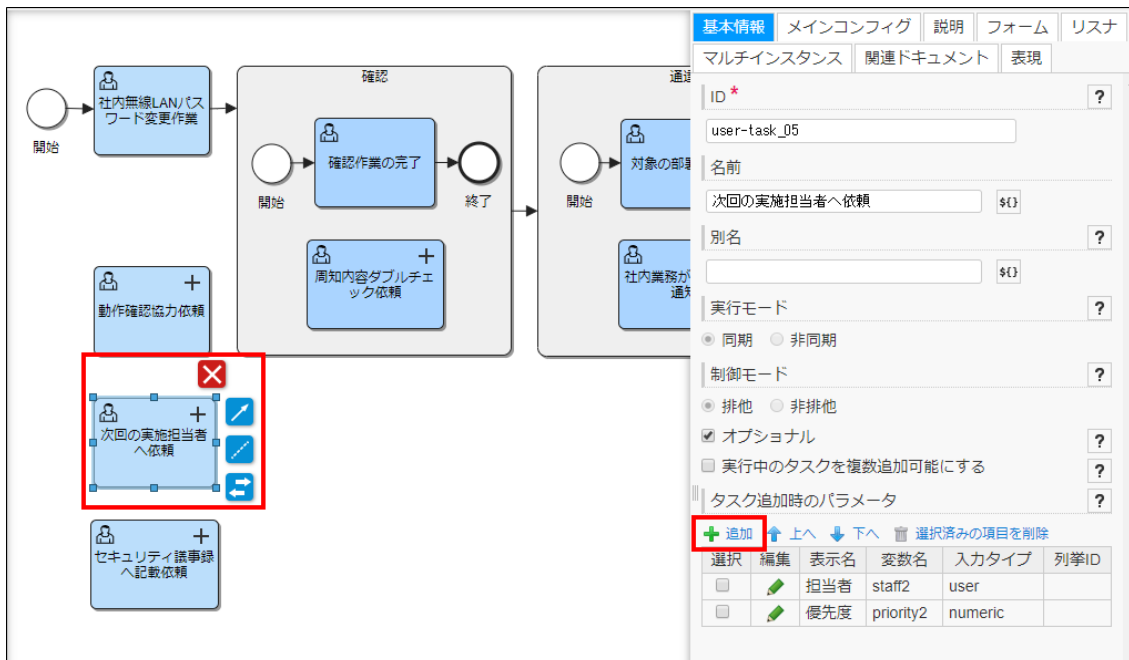 開始
社内無線LANパス
ワード変更作業
確認
開始
確認作業の完了
終了
周知内容ダブルチェ
ック依頼
開始
対象の部
社内業務が
動作確認協力依頼
次回の実施担当者
へ依頼
セキュリティ議事録
へ記載依頼
基本情報 メインコンフィグ 説明 フォーム リスナ
マルチインスタンス 関連ドキュメント 表現
ID * ?
user-task_05
名前
次回の実施担当者へ依頼 ${}
別名 ?
${}
実行モード ?
同期 非同期
制御モード ?
排他 非排他
オプショナル ?
実行中のタスクを複数追加可能にする ?
タスク追加時のパラメータ ?
追加 上へ 下へ 選択済みの項目を削除
選択 編集 表示名 変数名 入力タイプ 列挙ID
担当者 staff2 user
優先度 priority2 numeric